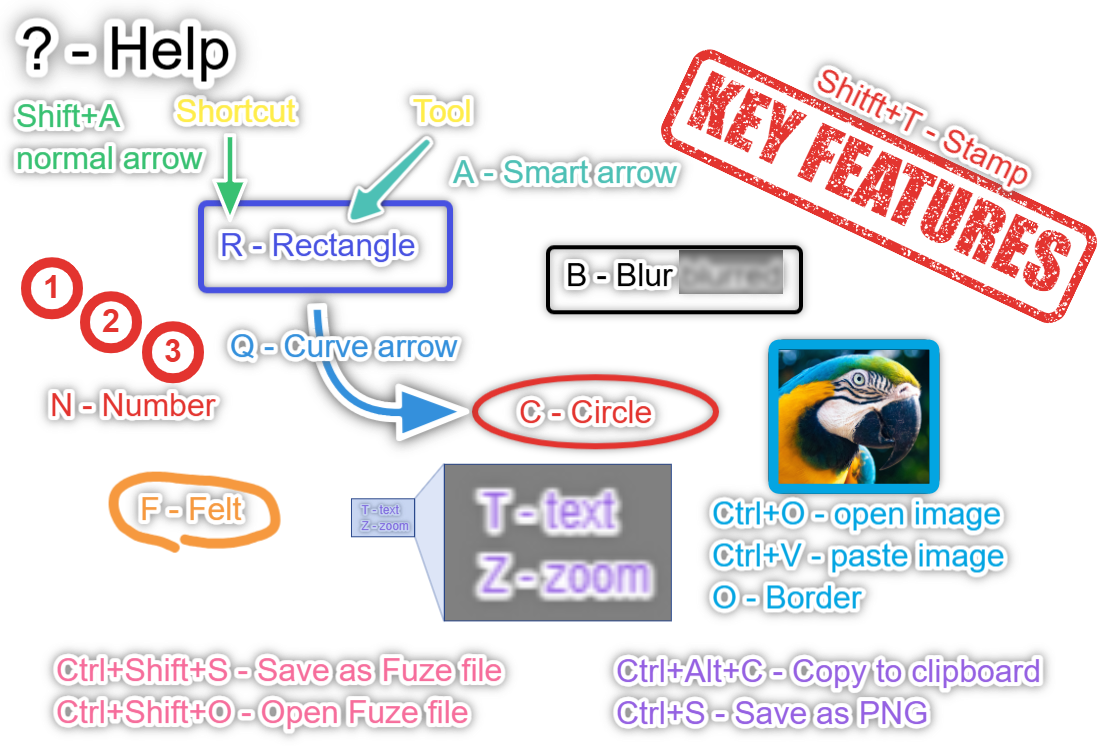 ? - Help
Shift+A
normal arrow
Shortcut
Tool
A - Smart arrow
Shitft+T - Stamp
KEY FEATURES
R - Rectangle
B - Blur blurred
1
2
3
N - Number
Q - Curve arrow
C - Circle
F - Felt
T - text
Z - zoom
T - text
Z - zoom
Ctrl+O - open image
Ctrl+V - paste image
O - Border
Ctrl+Shift+S - Save as Fuze file
Ctrl+Shift+O - Open Fuze file
Ctrl+Alt+C - Copy to clipboard
Ctrl+S - Save as PNG